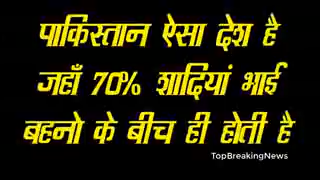 पाकिस्तान ऐसा देश है
जहाँ 70% शादियां भाई
बहनो के बीच ही होती है
TopBreakingNews